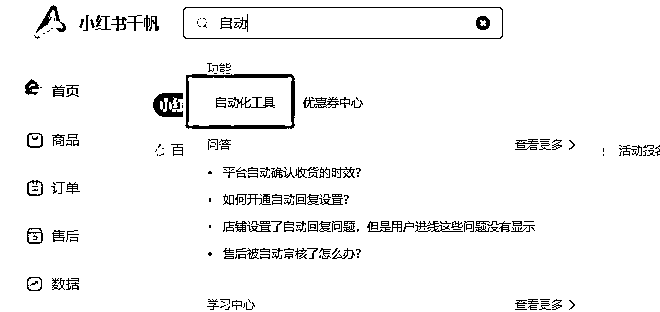 小红书千帆
自动
功能
首页
小红
自动化工具
优惠券中心
商品
百
问答
查看更多
活动报名
平台自动确认收货的时效?
订单
如何开通自动回复设置?
店铺设置了自动回复问题,但是用户进线这些问题没有显示
售后
售后被自动审核了怎么办?
数据
学习中心
查看更多